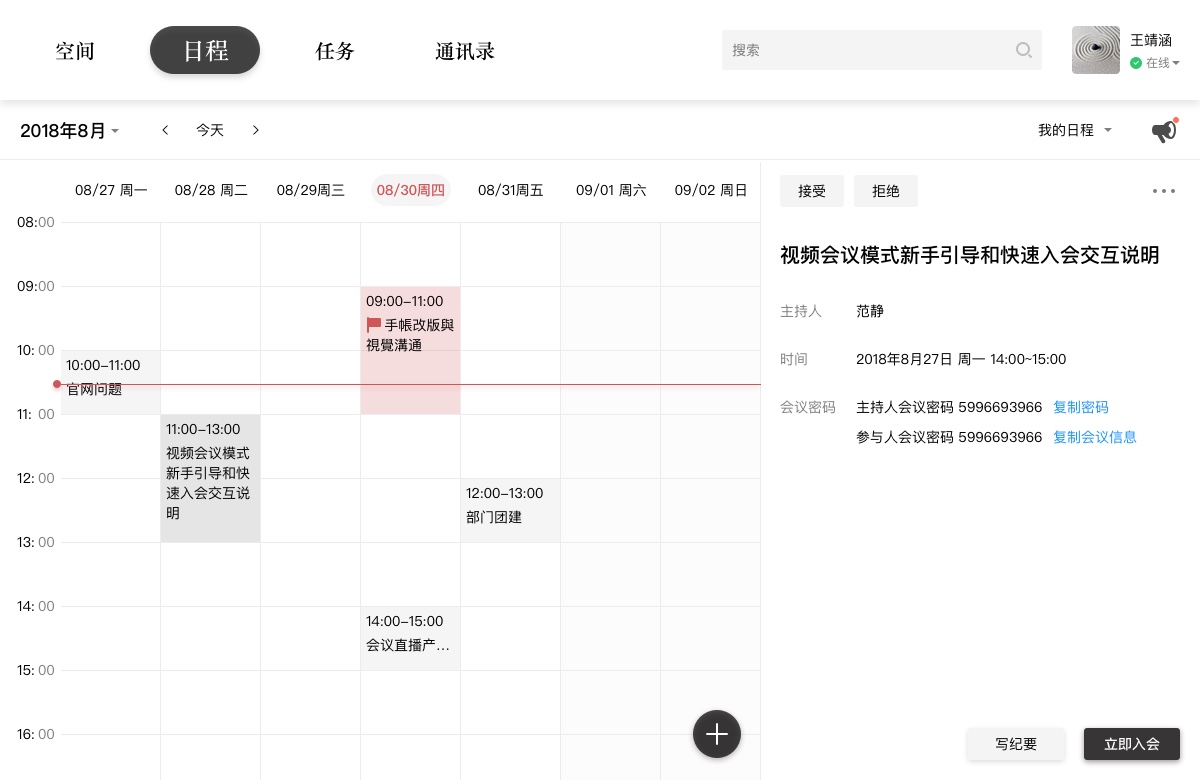 空间
日程
任务
通讯录
搜索
王靖涵
在线
2018年8月
今天
我的日程
08/27 周一
08/28 周二
08/29周三
08/30周四
08/31周五
09/01 周六
09/02 周日
08:00
09:00
10: 00
11: 00
12: 00
13: 00
14: 00
15: 00
16: 00
10:00–11:00
官网问题
11:00–13:00
视频会议模式
新手引导和快
速入会交互说
明
09:00–11:00
手帳改版與
視覺溝通
14:00–15:00
会议直播产…
12:00–13:00
部门团建
接受
拒绝
视频会议模式新手引导和快速入会交互说明
主持人 范静
时间 2018年8月27日 周一 14:00~15:00
会议密码 主持人会议密码 5996693966 复制密码
参与人会议密码 5996693966 复制会议信息
写纪要
立即入会